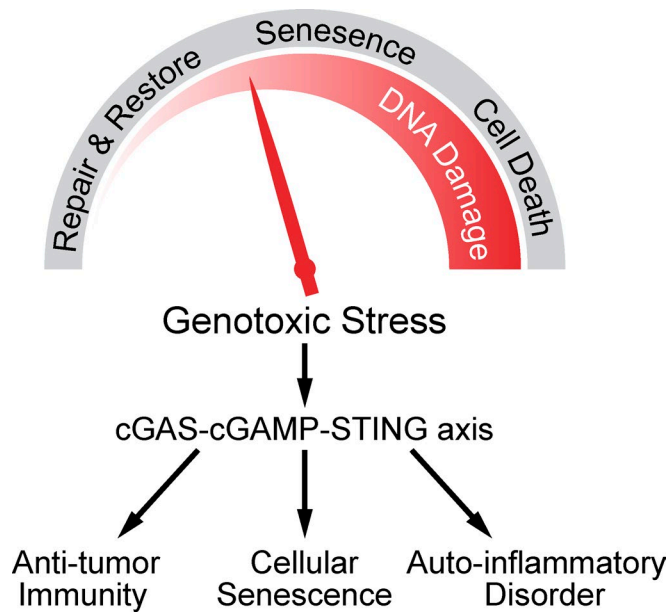 Repair & Restore
Senesence
Cell Death
DNA Damage
Genotoxic Stress
cGAS-cGAMP-STING axis
Anti-tumor
Immunity
Cellular
Senescence
Auto-inflammatory
Disorder